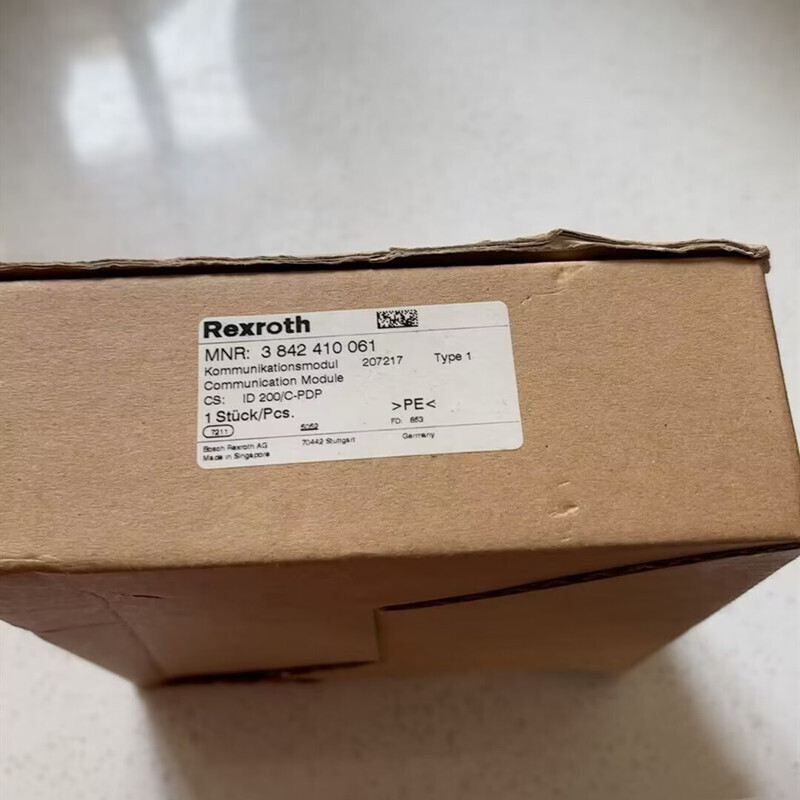 Rexroth
MNR: 3 842 410 061
Kommunikationsmodul 207217 Type 1
Communication Module
CS: ID 200/C-PDP
1 Stück/Pcs. >PE<
7211 5052 FD: 853
Bosch Rexroth AG 70442 Stuttgart Germany
Made in Singapore